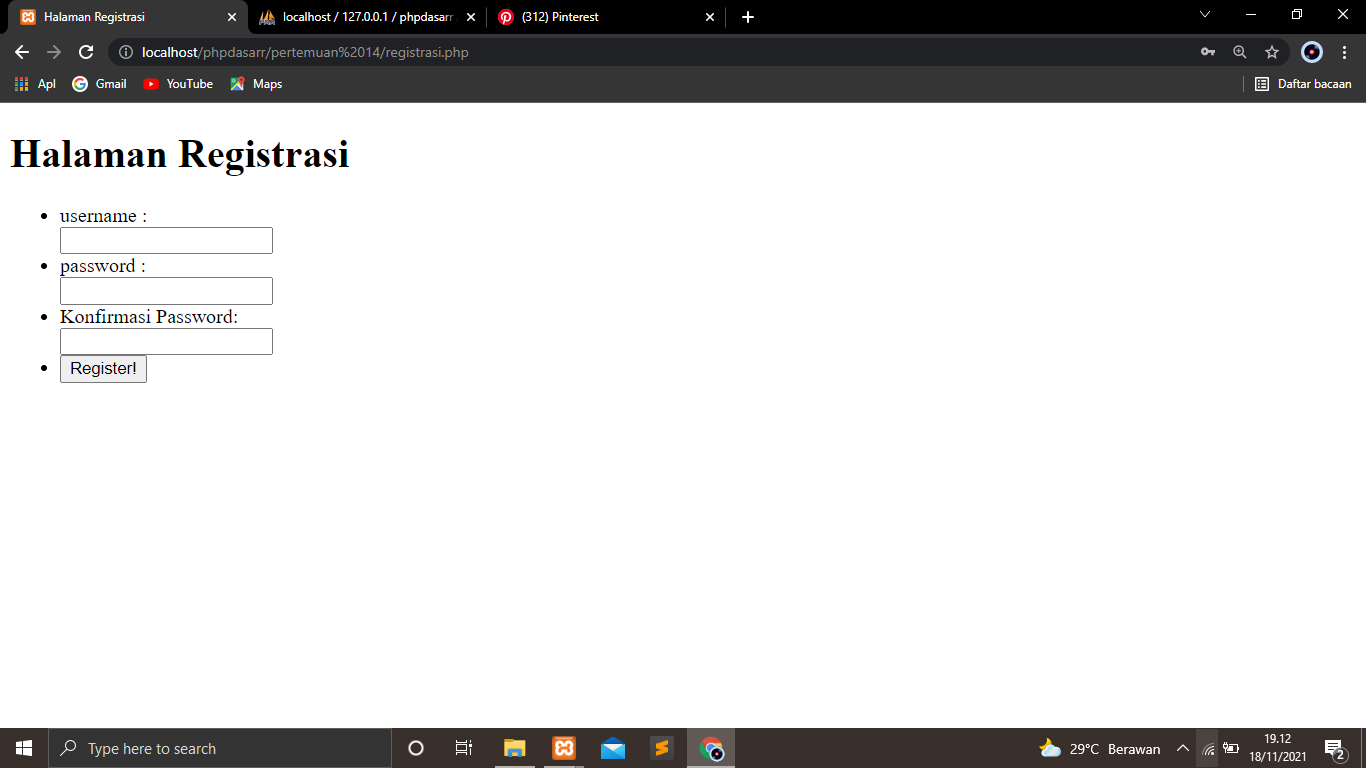 Halaman Registrasi
localhost / 127.0.0.1 / phpdasarr
(312) Pinterest
localhost/phpdasarr/pertemuan%2014/registrasi.php
Apl Gmail YouTube Maps Daftar bacaan
Halaman Registrasi
username :
password :
Konfirmasi Password:
Register!
Type here to search
29°C Berawan
19.12
18/11/2021
2